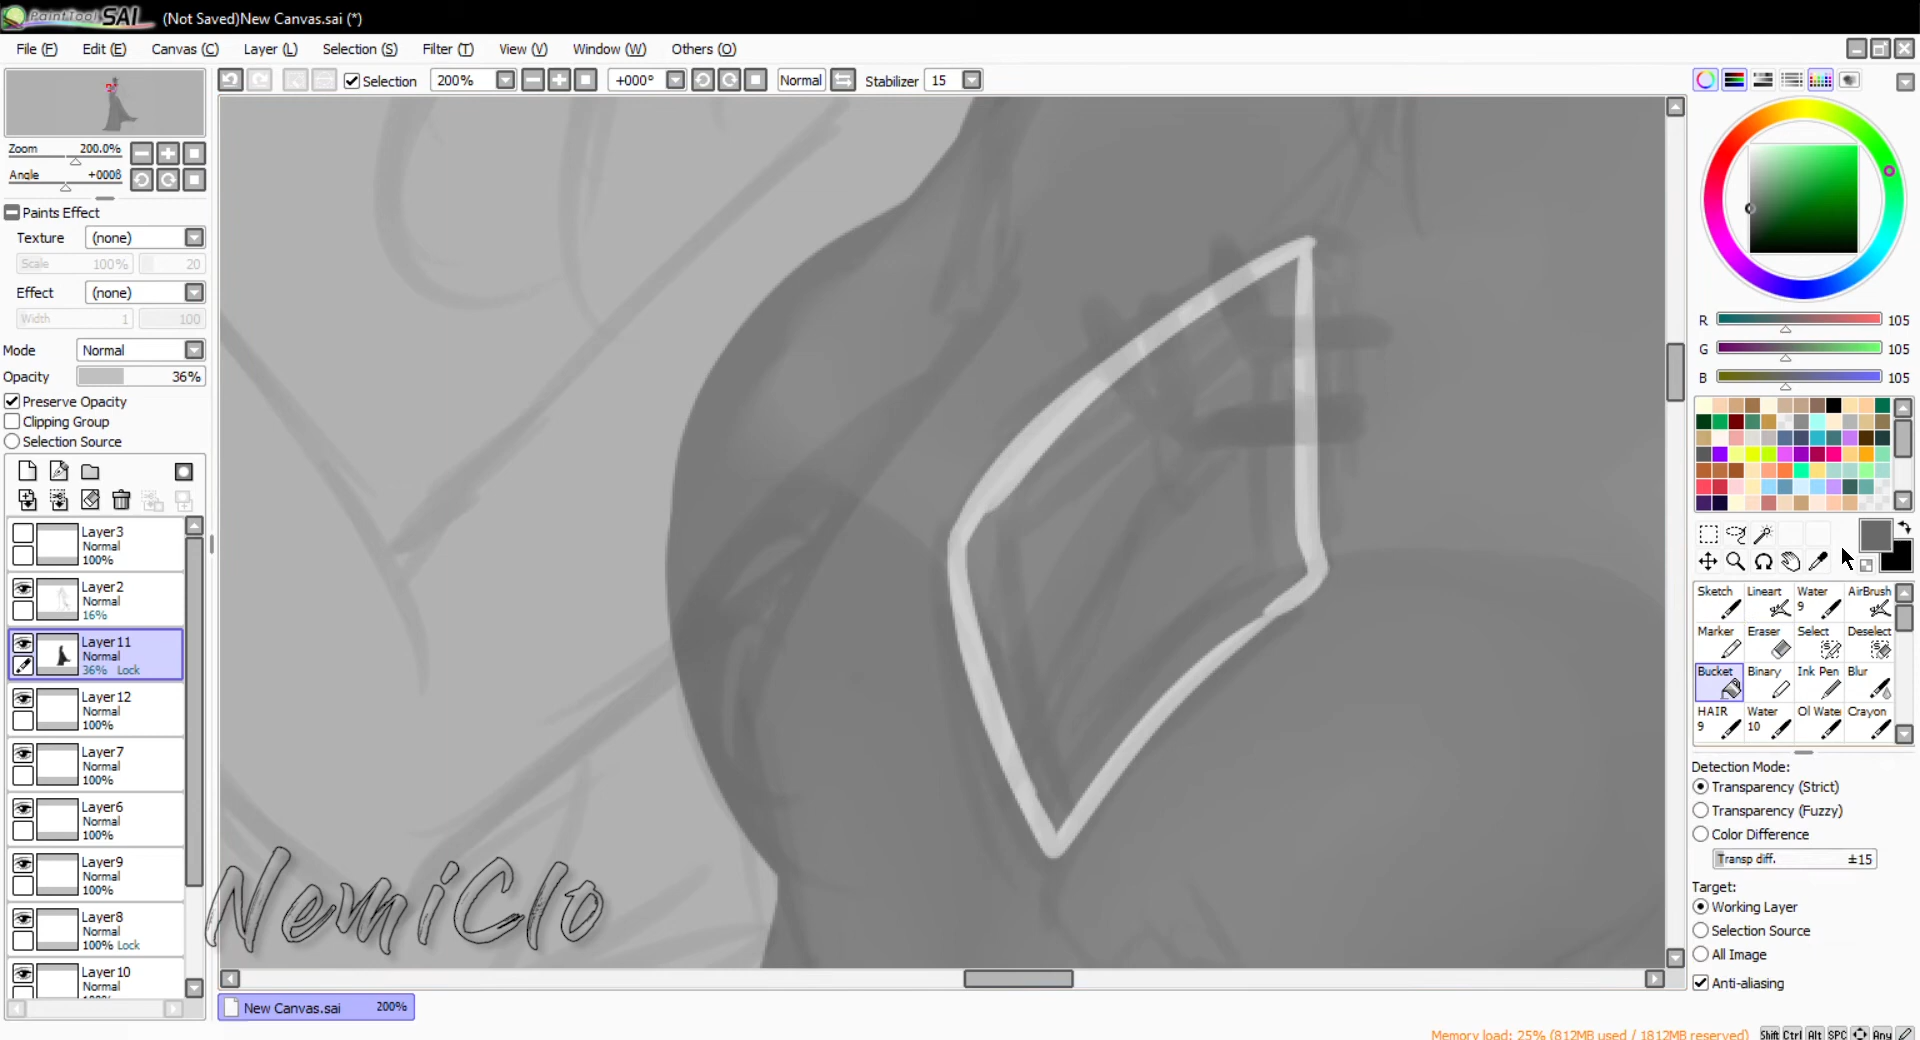 PaintTool SAI (Not Saved)New Canvas.sai (*)
File (F) Edit (E) Canvas (C) Layer (L) Selection (S) Filter (T) View (V) Window (W) Others (O)
Selection 200% +000° Normal Stabilizer 15
Zoom 200.0%
Angle +000ß
Paints Effect
Texture (none)
Scale 100% 20
Effect (none)
Width 1 100
Mode Normal
Opacity 36%
Preserve Opacity
Clipping Group
Selection Source
Layer3
Normal
100%
Layer2
Normal
16%
Layer11
Normal
36% Lock
Layer12
Normal
100%
Layer7
Normal
100%
Layer6
Normal
100%
Layer9
Normal
100%
Layer8
Normal
100% Lock
Layer10
Normal
NemiClo
New Canvas.sai 200%
R 105
G 105
B 105
Sketch Lineart Water 9 AirBrush
Marker Eraser Select Deselect
Bucket Binary Ink Pen Blur
HAIR 9 Water 10 Ol Wate Crayon
Detection Mode:
Transparency (Strict)
Transparency (Fuzzy)
Color Difference
Transp diff. ±15
Target:
Working Layer
Selection Source
All Image
Anti-aliasing
Memory load: 25% (812MB used / 1812MB reserved) Shift Ctrl Alt SPC Any